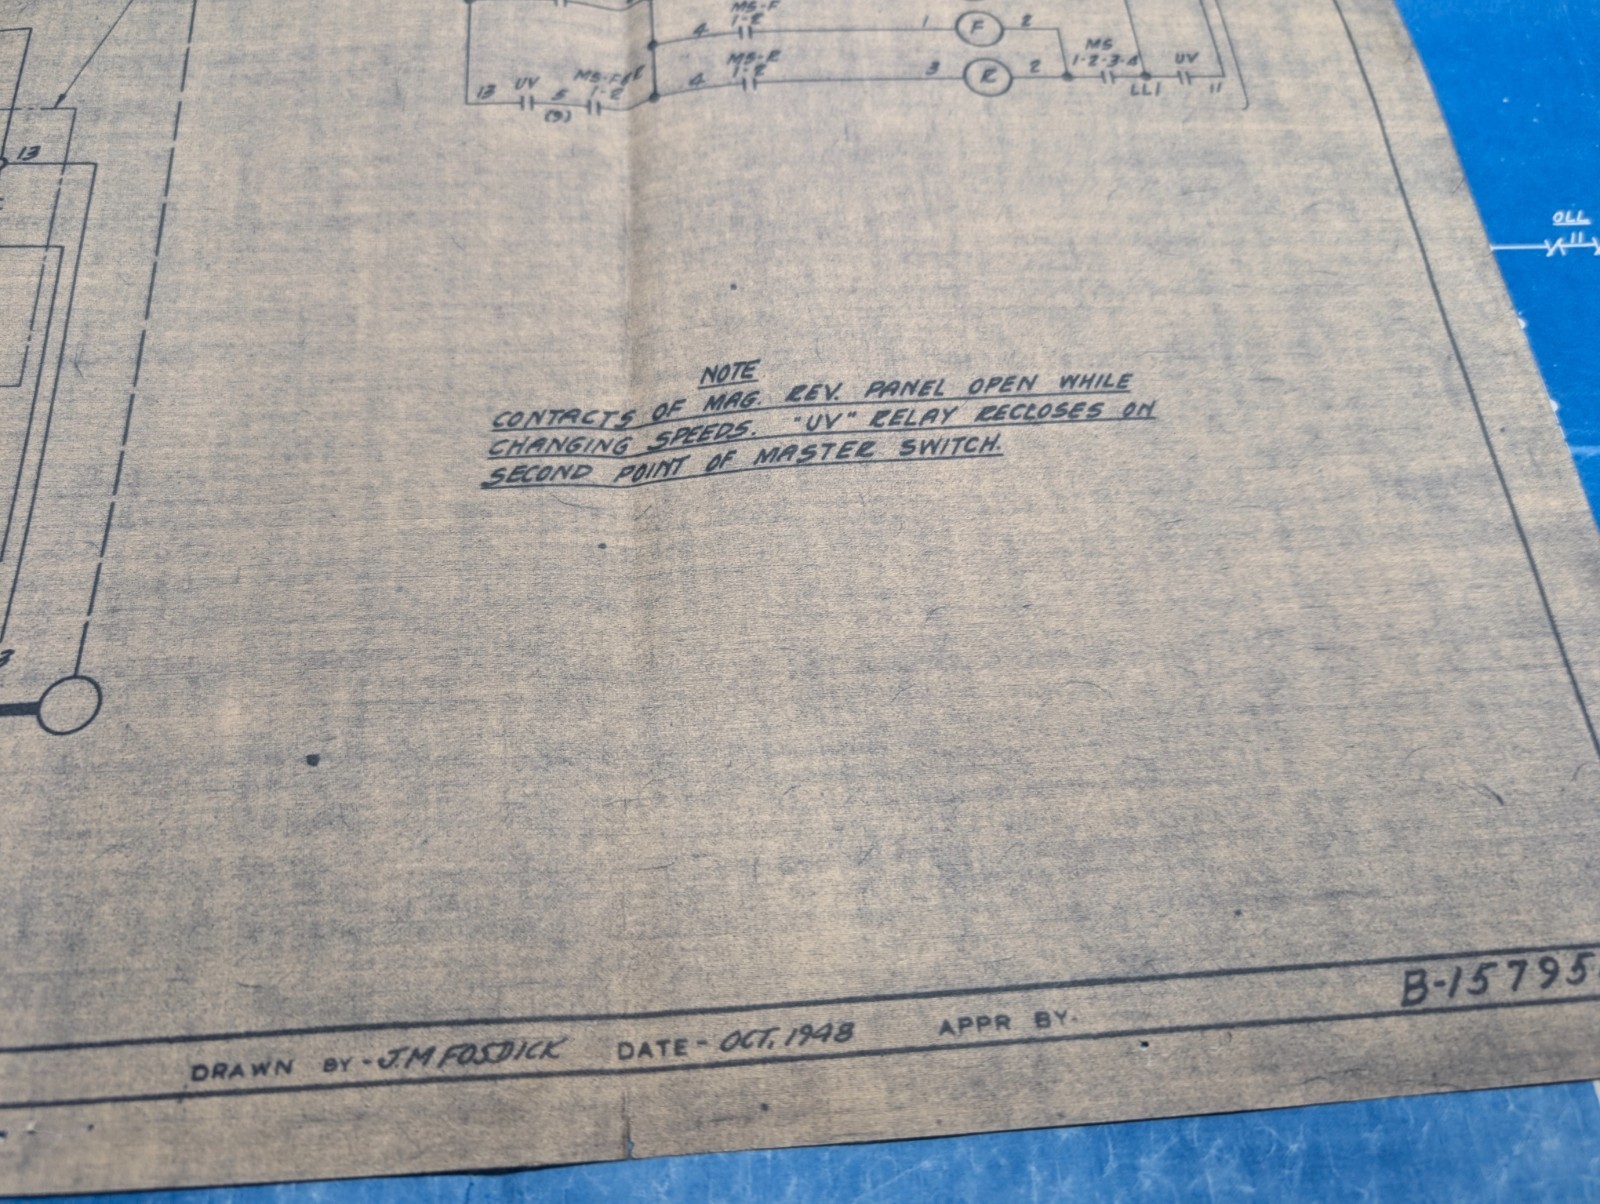 MS-F
1-2
4
1
F
2
MS
1-2-3-4
UV
MS-R
1-2
4
3
R
2
LL1
11
13
UV
5
(9)
1-2
13
OLL
NOTE
CONTACTS OF MAG. REV. PANEL OPEN WHILE
CHANGING SPEEDS. "UV" RELAY RECLOSES ON
SECOND POINT OF MASTER SWITCH.
3
B-15795
DRAWN BY - J.M FOSDICK DATE - OCT, 1948 APPR BY.